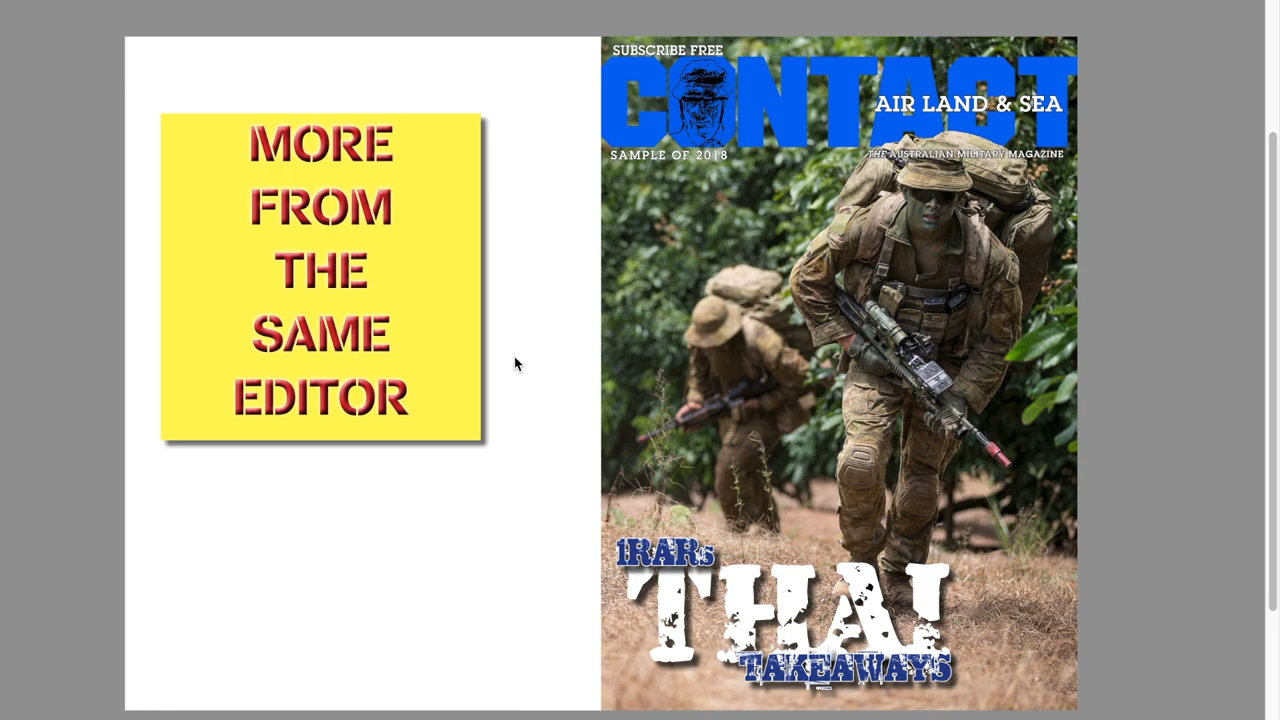 MORE
FROM
THE
SAME
EDITOR
SUBSCRIBE FREE
CONTACT
AIR LAND & SEA
SAMPLE OF 2018
THE AUSTRALIAN MILITARY MAGAZINE
1RARs
THAI
TAKEAWAYS